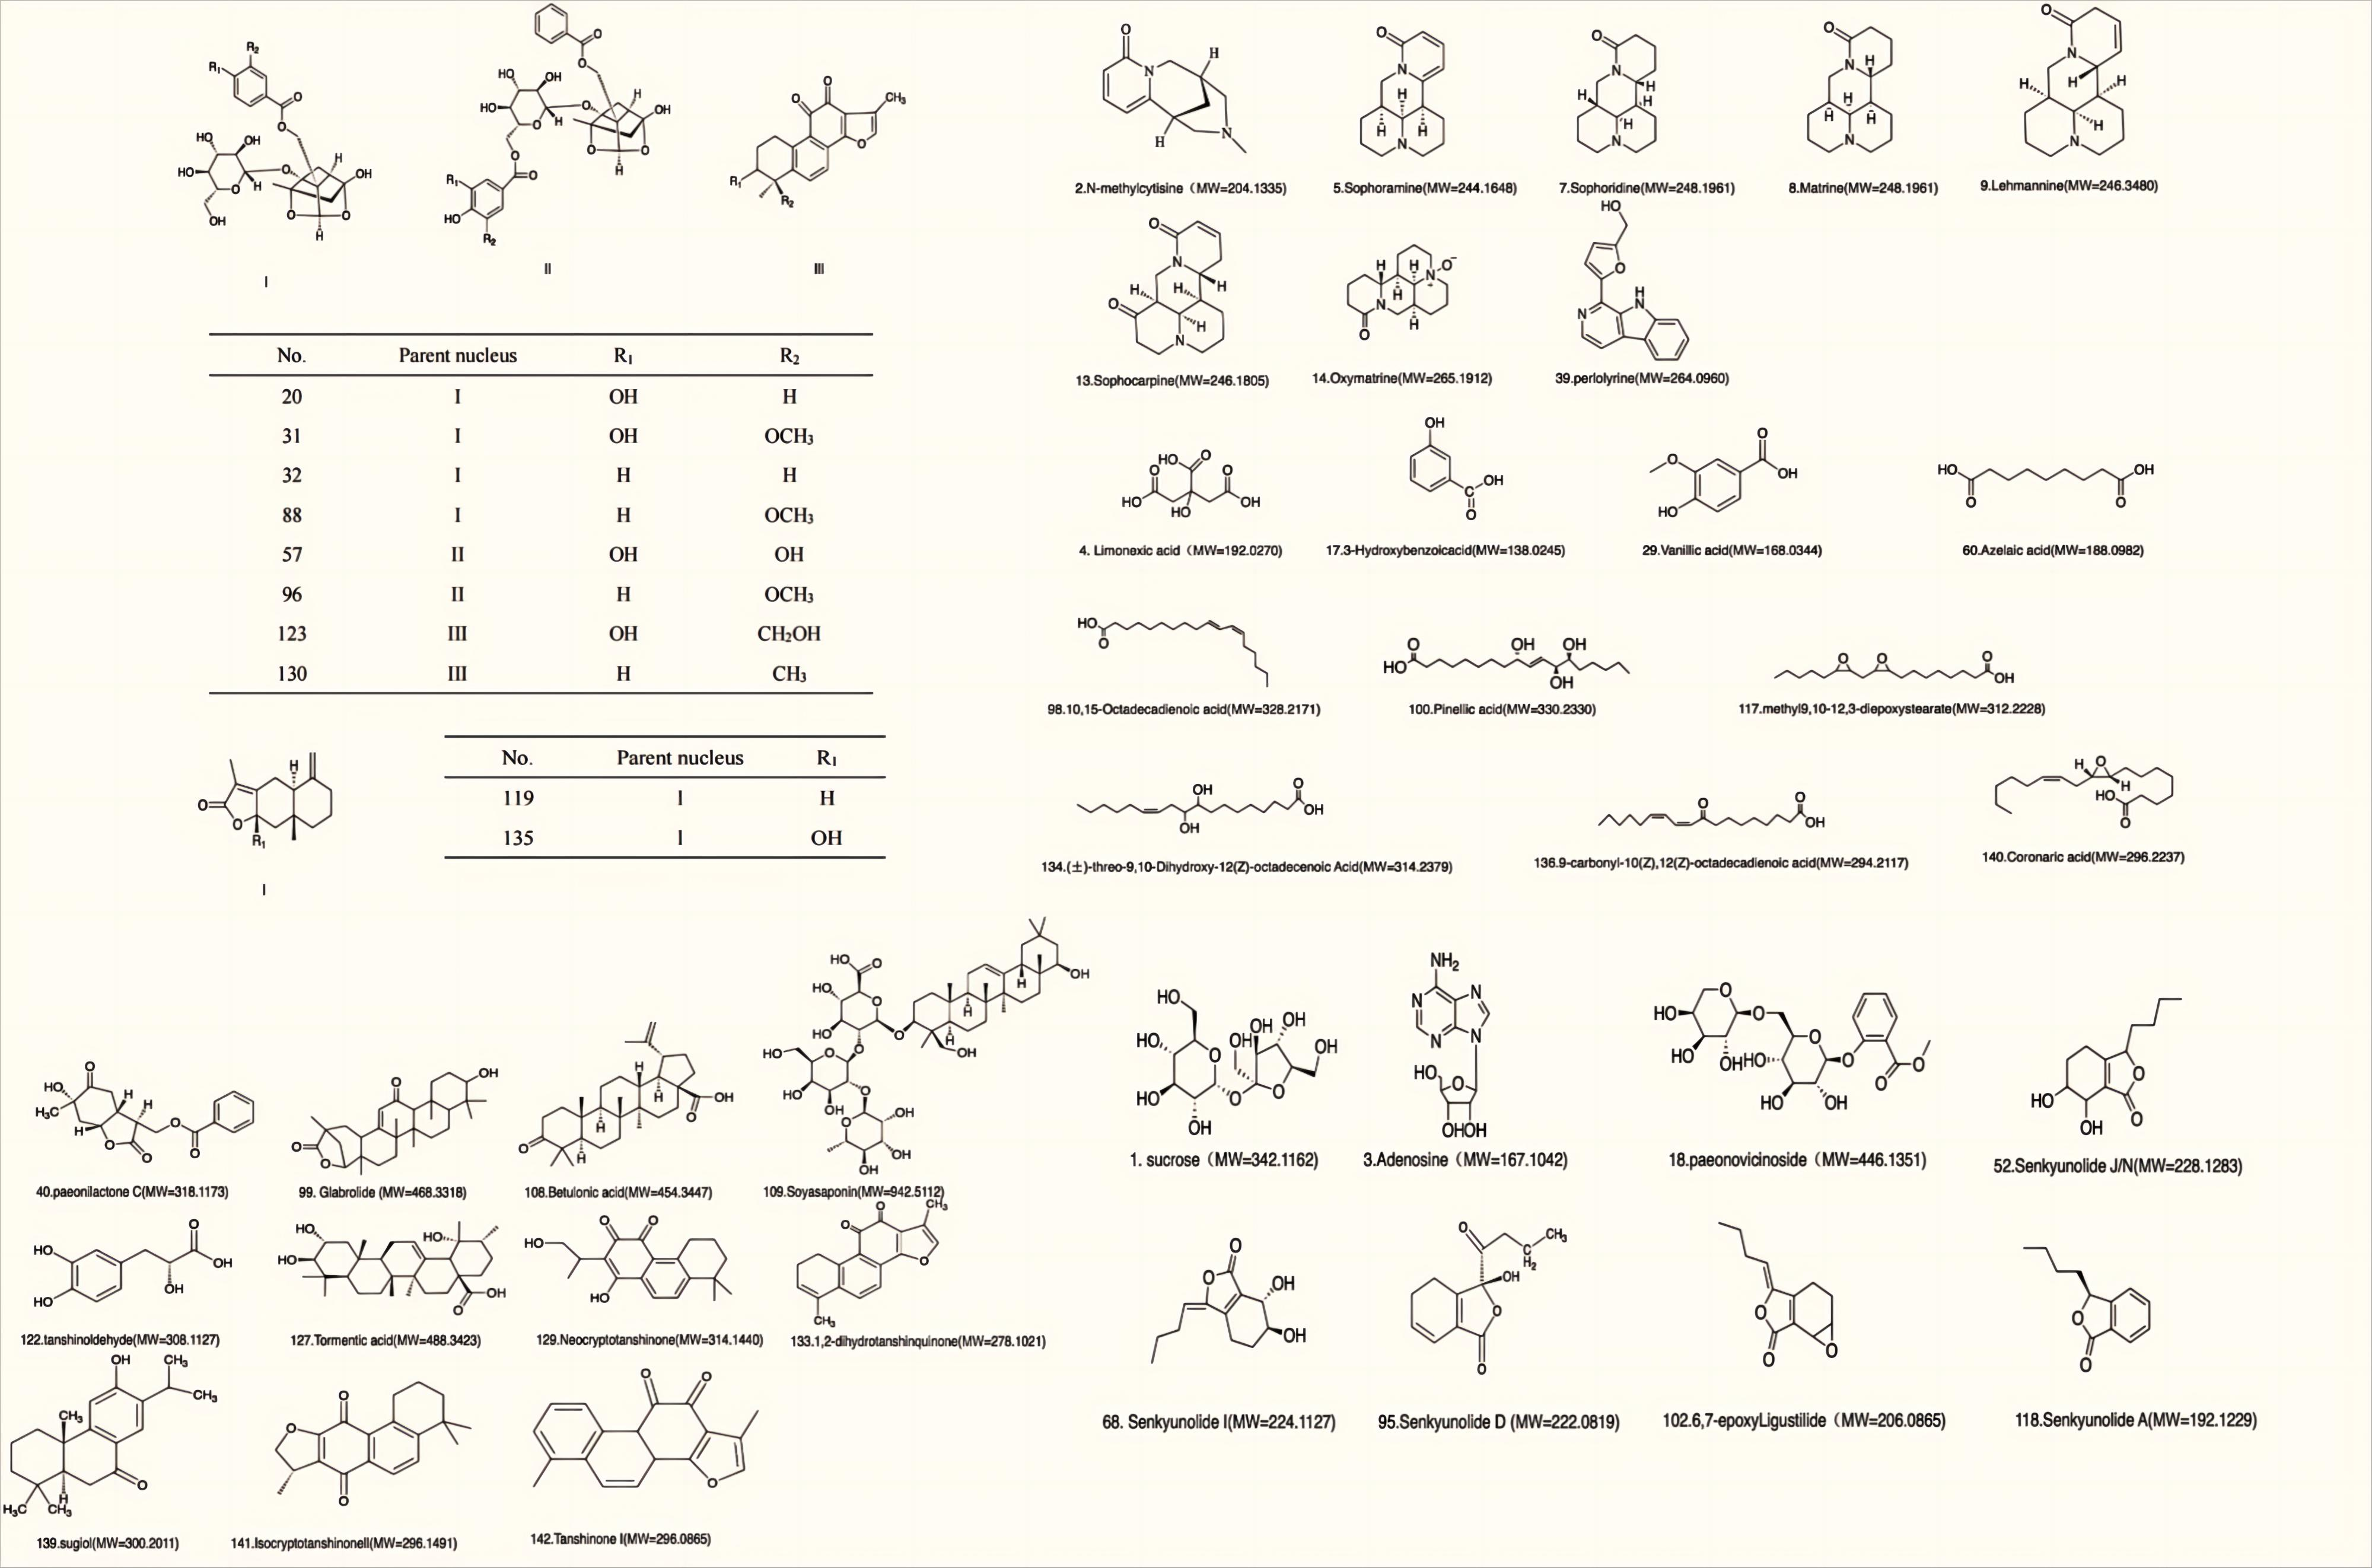 I
II
III
No. Parent nucleus R₁ R₂
20 I OH H
31 I OH OCH₃
32 I H H
88 I H OCH₃
57 II OH OH
96 II H OCH₃
123 III OH CH₂OH
130 III H CH₃
No. Parent nucleus R₁
119 I H
135 I OH
I
2.N-methylcytisine（MW=204.1335)
5.Sophoramine(MW=244.1648)
7.Sophoridine(MW=248.1961)
8.Matrine(MW=248.1961)
9.Lehmannine(MW=246.3480)
13.Sophocarpine(MW=246.1805)
14.Oxymatrine(MW=265.1912)
39.perlolyrine(MW=264.0960)
4. Limonexic acid（MW=192.0270)
17.3-Hydroxybenzoicacid(MW=138.0245)
29.Vanillic acid(MW=168.0344)
60.Azelaic acid(MW=188.0982)
98.10,15-Octadecadienoic acid(MW=328.2171)
100.Pinellic acid(MW=330.2330)
117.methyl9,10-12,3-diepoxystearate(MW=312.2228)
134.(±)-threo-9,10-Dihydroxy-12(Z)-octadecenoic Acid(MW=314.2379)
136.9-carbonyl-10(Z),12(Z)-octadecadienoic acid(MW=294.2117)
140.Coronaric acid(MW=296.2237)
40.paeonilactone C(MW=318.1173)
99. Glabrolide (MW=468.3318)
108.Betulonic acid(MW=454.3447)
109.Soyasaponin(MW=942.5112)
1. sucrose（MW=342.1162)
3.Adenosine（MW=167.1042)
18.paeonovicinoside（MW=446.1351)
52.Senkyunolide J/N(MW=228.1283)
122.tanshinoldehyde(MW=308.1127)
127.Tormentic acid(MW=488.3423)
129.Neocryptotanshinone(MW=314.1440)
133.1,2-dihydrotanshinquinone(MW=278.1021)
68. Senkyunolide I(MW=224.1127)
95.Senkyunolide D (MW=222.0819)
102.6,7-epoxyLigustilide（MW=206.0865)
118.Senkyunolide A(MW=192.1229)
139.sugiol(MW=300.2011)
141.Isocryptotanshinonell(MW=296.1491)
142.Tanshinone I(MW=296.0865)